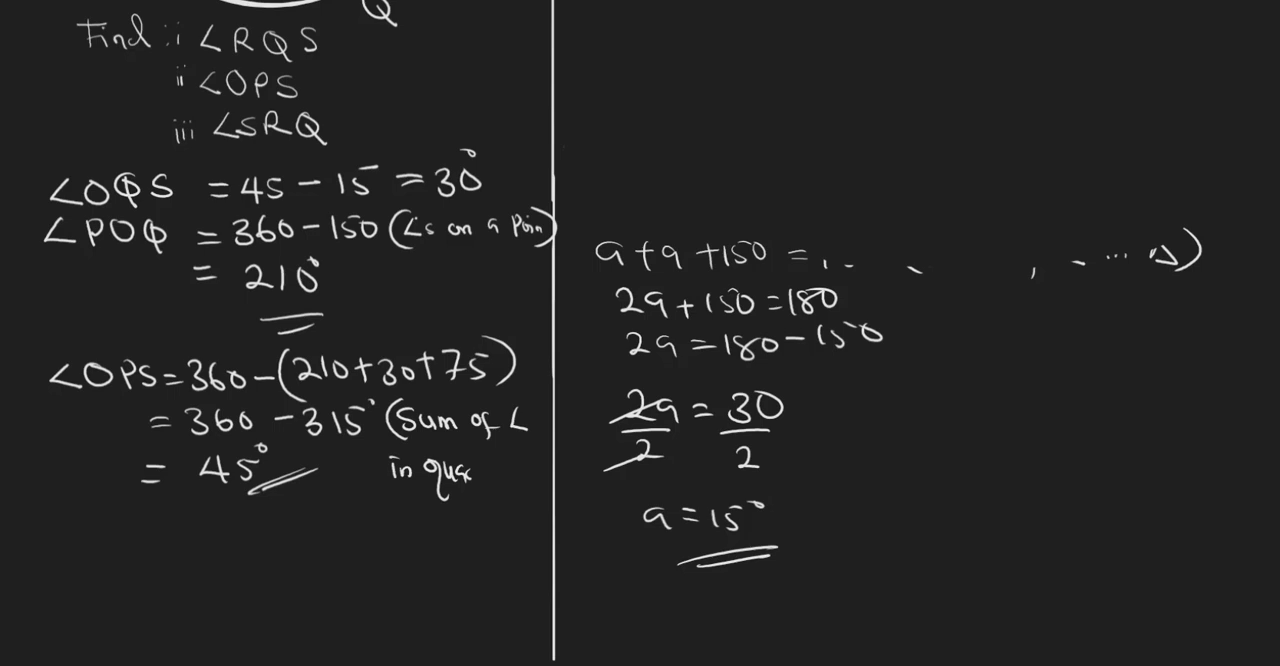 Q
Find : i ∠RQS
ii ∠OPS
iii ∠SRQ
∠OQS = 45 - 15 = 30°
∠POQ = 360 - 150 (∠s on a Poin)
= 210°
∠OPS = 360 - (210 + 30 + 75)
= 360 - 315° (Sum of ∠
= 45° in qua
a + a + 150 = , . . , . ... Δ)
2a + 150 = 180
2a = 180 - 150
2a = 30
2 2
a = 15°